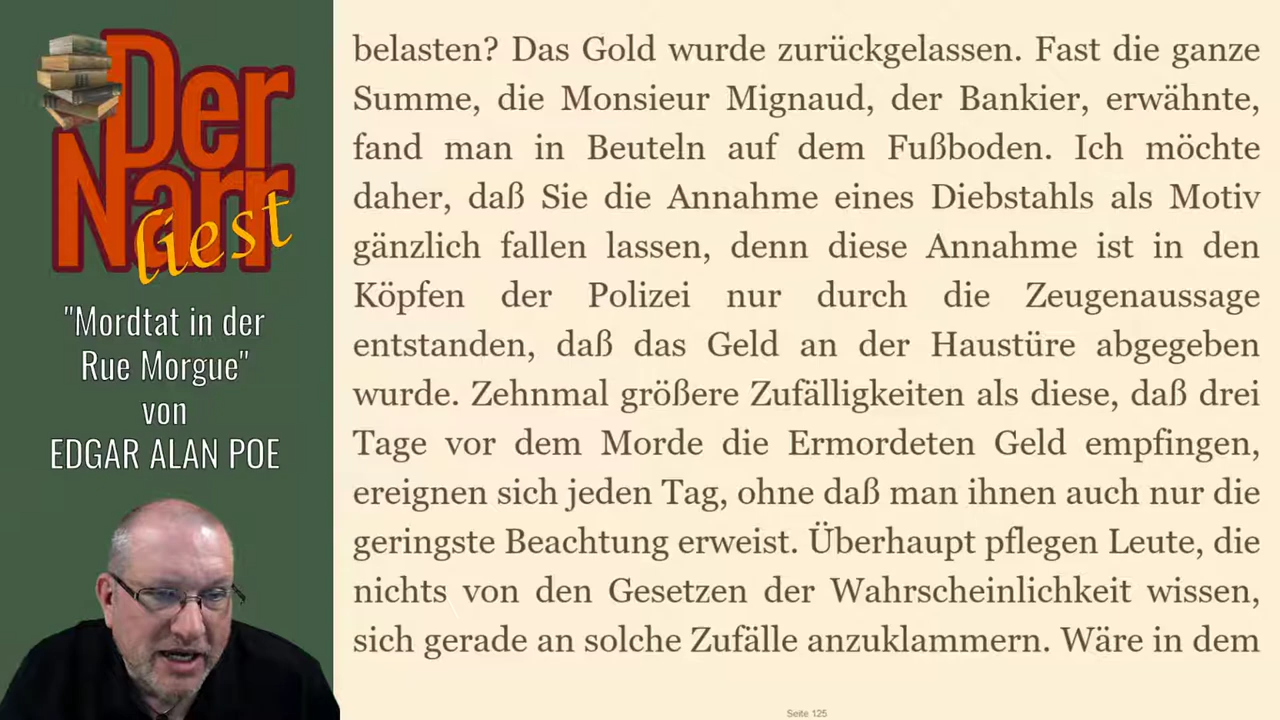 Der
Narr
liest
"Mordtat in der
Rue Morgue"
von
EDGAR ALAN POE
belasten? Das Gold wurde zurückgelassen. Fast die ganze
Summe, die Monsieur Mignaud, der Bankier, erwähnte,
fand man in Beuteln auf dem Fußboden. Ich möchte
daher, daß Sie die Annahme eines Diebstahls als Motiv
gänzlich fallen lassen, denn diese Annahme ist in den
Köpfen der Polizei nur durch die Zeugenaussage
entstanden, daß das Geld an der Haustüre abgegeben
wurde. Zehnmal größere Zufälligkeiten als diese, daß drei
Tage vor dem Morde die Ermordeten Geld empfingen,
ereignen sich jeden Tag, ohne daß man ihnen auch nur die
geringste Beachtung erweist. Überhaupt pflegen Leute, die
nichts von den Gesetzen der Wahrscheinlichkeit wissen,
sich gerade an solche Zufälle anzuklammern. Wäre in dem
Seite 125